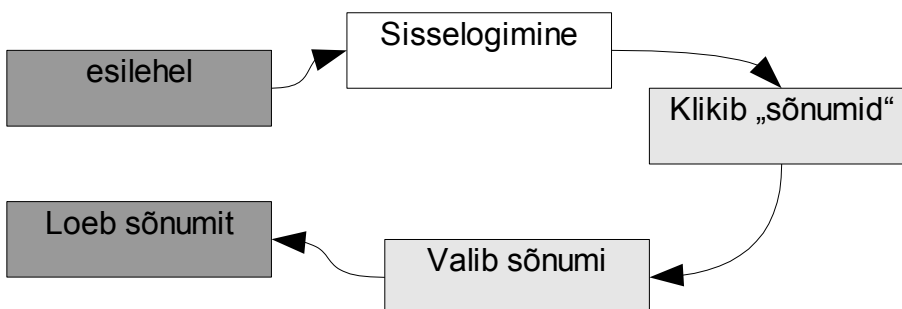 esilehel
Sisselogimine
Klikib „sõnumid“
Valib sõnumi
Loeb sõnumit